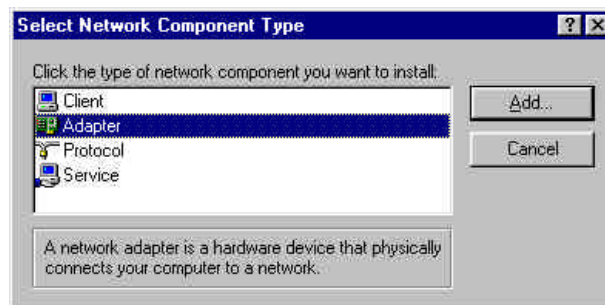 Select Network Component Type
Click the type of network component you want to install:
Client
Adapter
Protocol
Service
Add...
Cancel
A network adapter is a hardware device that physically
connects your computer to a network.